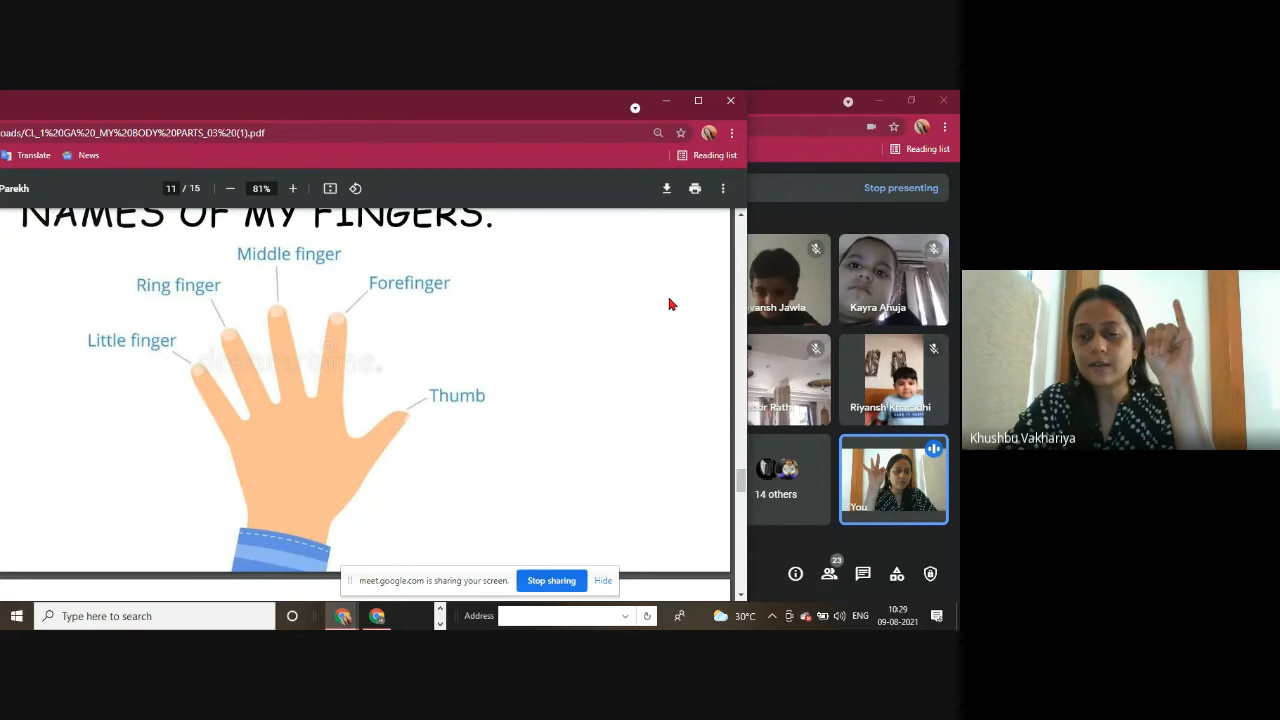 oads/CL_1%20GA%20_MY%20BODY%20PARTS_03%20(1).pdf
Translate News Reading list
Reading list
Parekh 11 / 15 81%
Stop presenting
NAMES OF MY FINGERS.
Middle finger
Ring finger
Forefinger
Little finger
Thumb
dreamstime.
vansh Jawla
Kayra Ahuja
Rathi
Riyansh Kharadhi
14 others
You
Khushbu Vakhariya
23
meet.google.com is sharing your screen. Stop sharing Hide
Type here to search
Address
30°C
ENG
10:29
09-08-2021